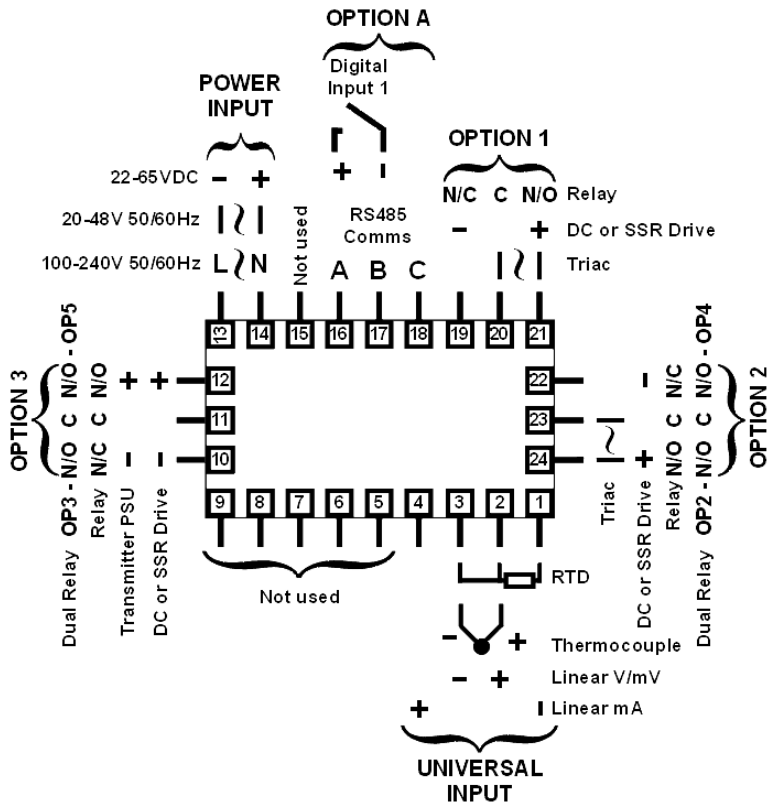 OPTION A
Digital
Input 1
POWER
INPUT
OPTION 1
+ −
22-65VDC − +
N/C C N/O Relay
20-48V 50/60Hz
RS485
Comms
− + DC or SSR Drive
100-240V 50/60Hz L N
Not used
A B C
Triac
13 14 15 16 17 18 19 20 21
OPTION 3
Dual Relay OP3 - N/O C N/O - OP5
Relay N/C C N/O
Transmitter PSU − +
DC or SSR Drive − +
12
11
10
22
23
24
Triac
DC or SSR Drive + −
Relay N/O C N/C
Dual Relay OP2 - N/O C N/O - OP4
OPTION 2
9 8 7 6 5 4 3 2 1
Not used
RTD
− + Thermocouple
− + Linear V/mV
+ − Linear mA
UNIVERSAL
INPUT